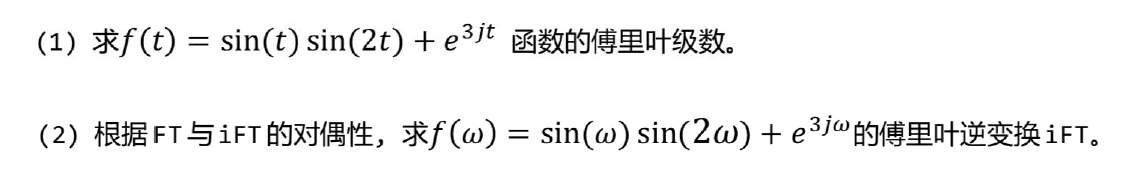 (1) 求f(t) = sin(t) sin(2t) + e^{3jt} 函数的傅里叶级数。
(2) 根据FT与iFT的对偶性，求f(ω) = sin(ω) sin(2ω) + e^{3jω}的傅里叶逆变换iFT。